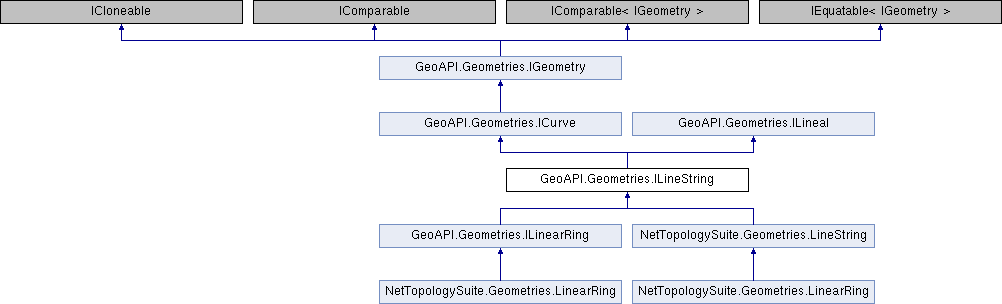 ICloneable
IComparable
IComparable< IGeometry >
IEquatable< IGeometry >
GeoAPI.Geometries.IGeometry
GeoAPI.Geometries.ICurve
GeoAPI.Geometries.ILineal
GeoAPI.Geometries.ILineString
GeoAPI.Geometries.ILinearRing
NetTopologySuite.Geometries.LineString
NetTopologySuite.Geometries.LinearRing
NetTopologySuite.Geometries.LinearRing